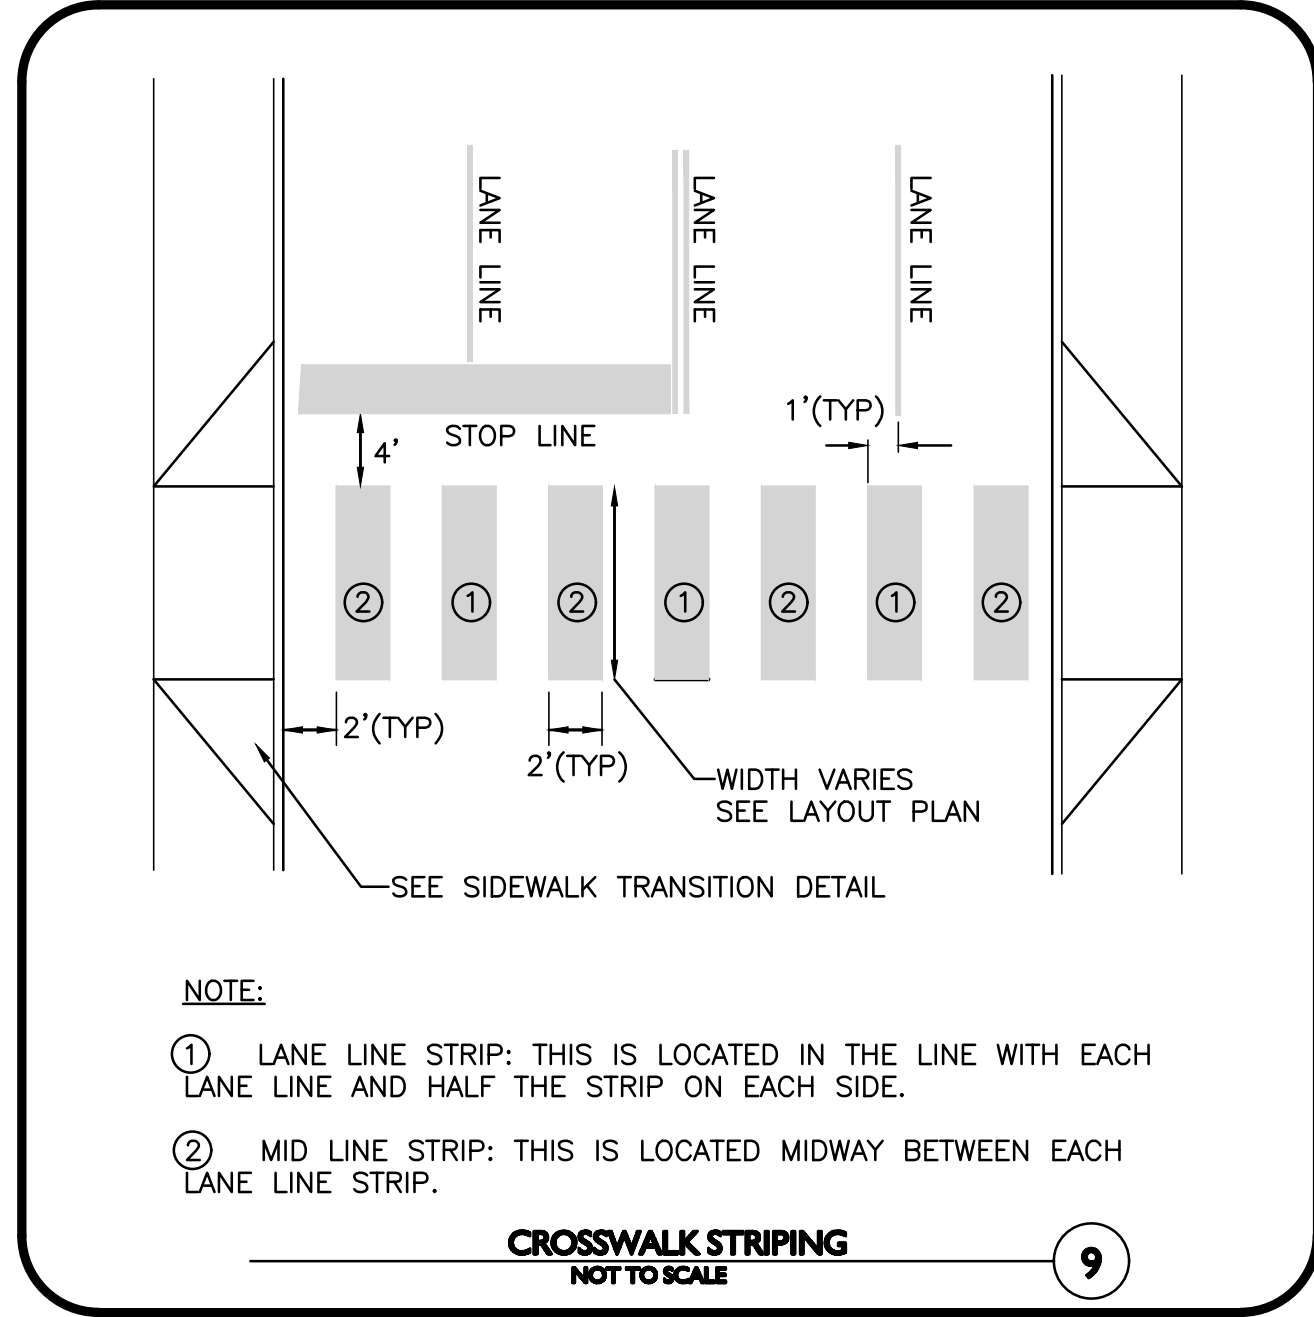 LANE LINE
LANE LINE
LANE LINE
1'(TYP)
4'
STOP LINE
2
1
2
1
2
1
2
2'(TYP)
2'(TYP)
WIDTH VARIES
SEE LAYOUT PLAN
SEE SIDEWALK TRANSITION DETAIL
NOTE:
1 LANE LINE STRIP: THIS IS LOCATED IN THE LINE WITH EACH
LANE LINE AND HALF THE STRIP ON EACH SIDE.
2 MID LINE STRIP: THIS IS LOCATED MIDWAY BETWEEN EACH
LANE LINE STRIP.
CROSSWALK STRIPING
NOT TO SCALE
9